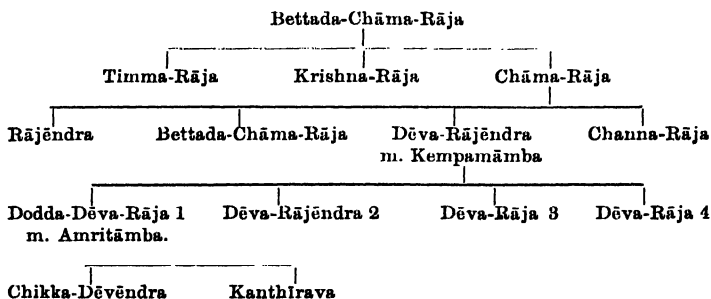 Bettada-Chāma-Rāja
Timma-Rāja Krishna-Rāja Chāma-Rāja
Rājēndra Bettada-Chāma-Rāja Dēva-Rājēndra Channa-Rāja
m. Kempamāmba
Dodda-Dēva-Rāja 1 Dēva-Rājēndra 2 Dēva-Rāja 3 Dēva-Rāja 4
m. Amritāmba.
Chikka-Dēvēndra Kanthīrava